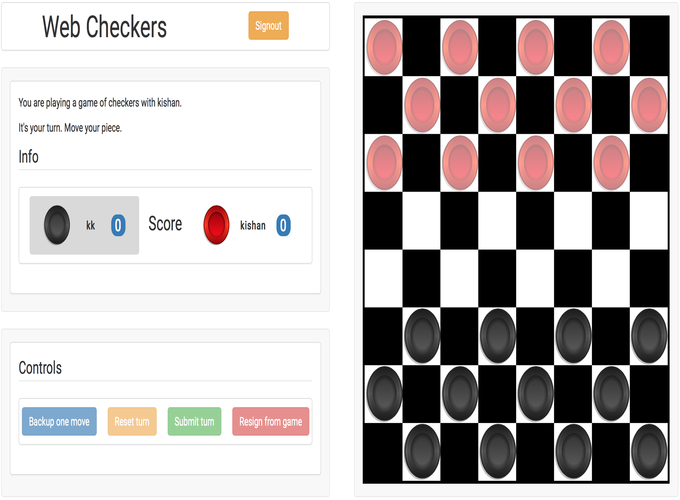 Web Checkers
Signout
You are playing a game of checkers with kishan.
It's your turn. Move your piece.
Info
kk 0 Score kishan 0
Controls
Backup one move Reset turn Submit turn Resign from game